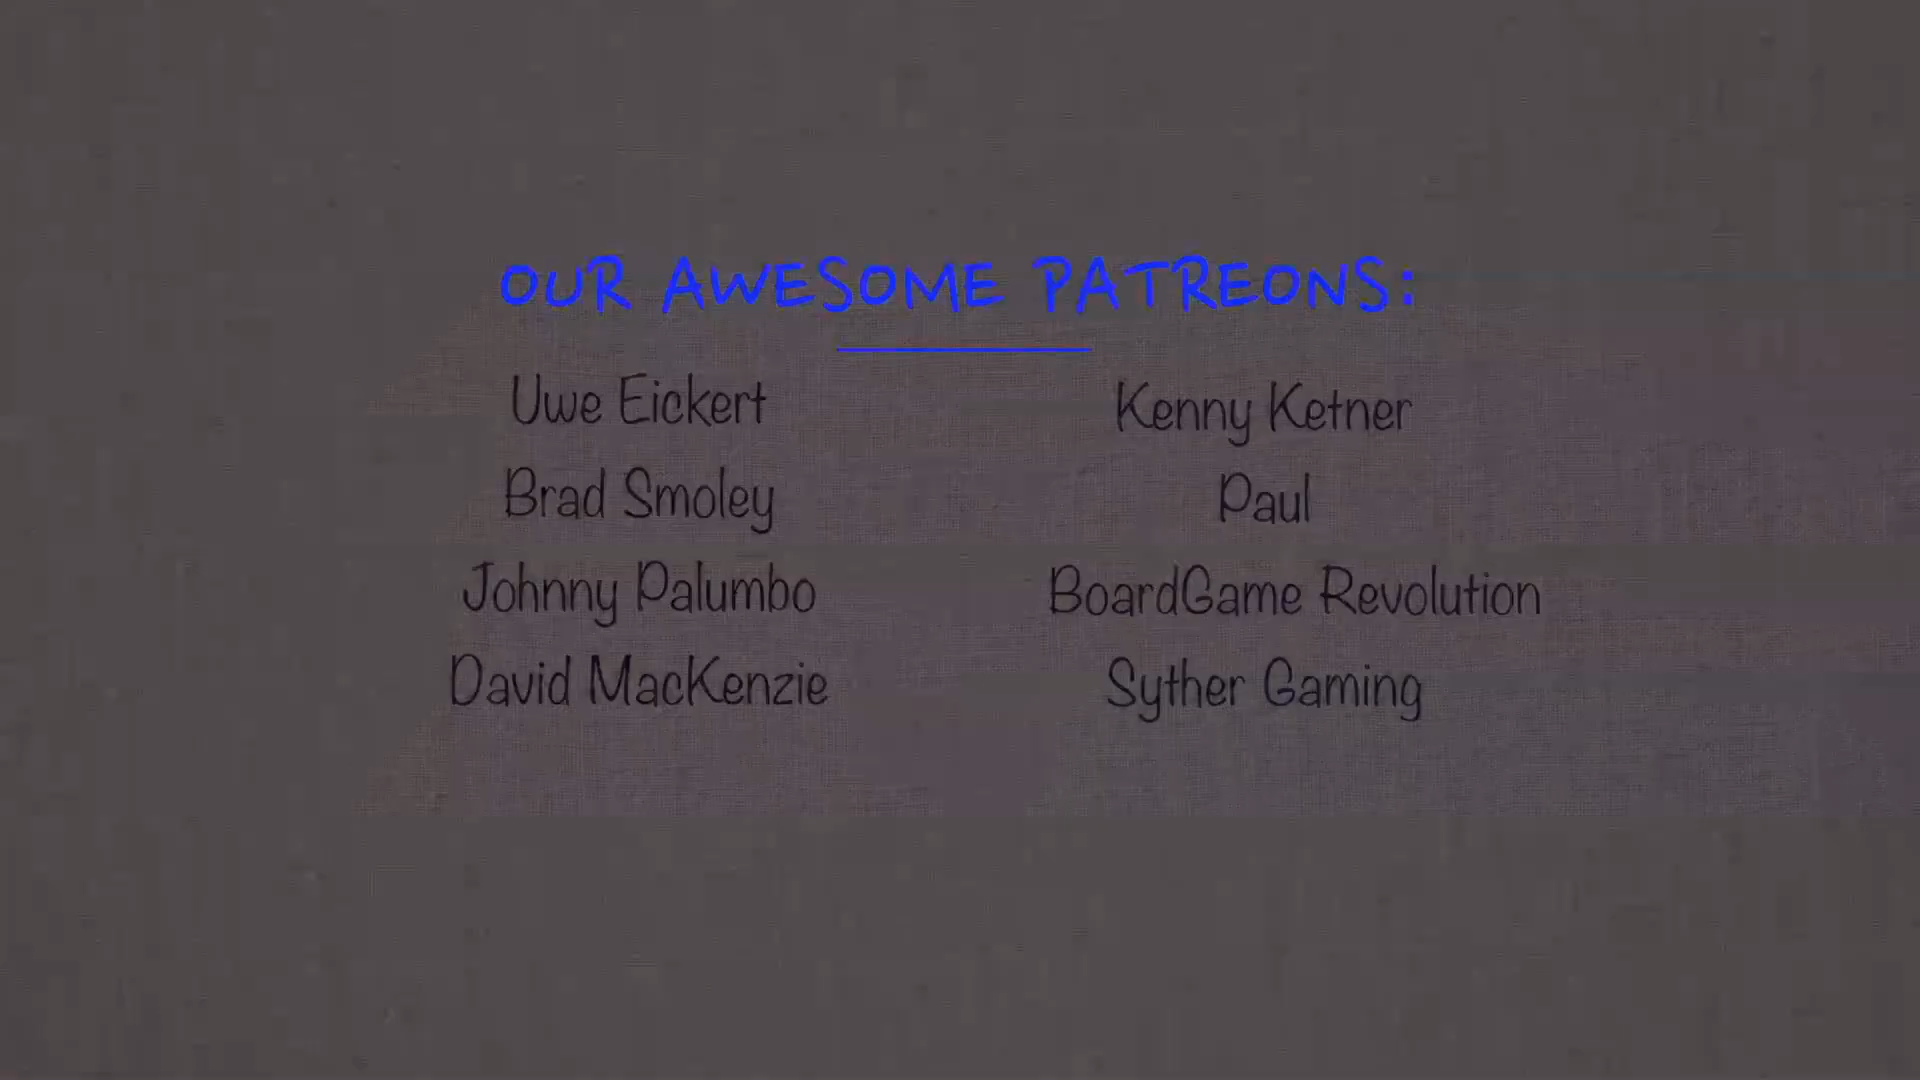 OUR AWESOME PATREONS:
Uwe Eickert
Brad Smoley
Johnny Palumbo
David MacKenzie
Kenny Ketner
Paul
BoardGame Revolution
Syther Gaming